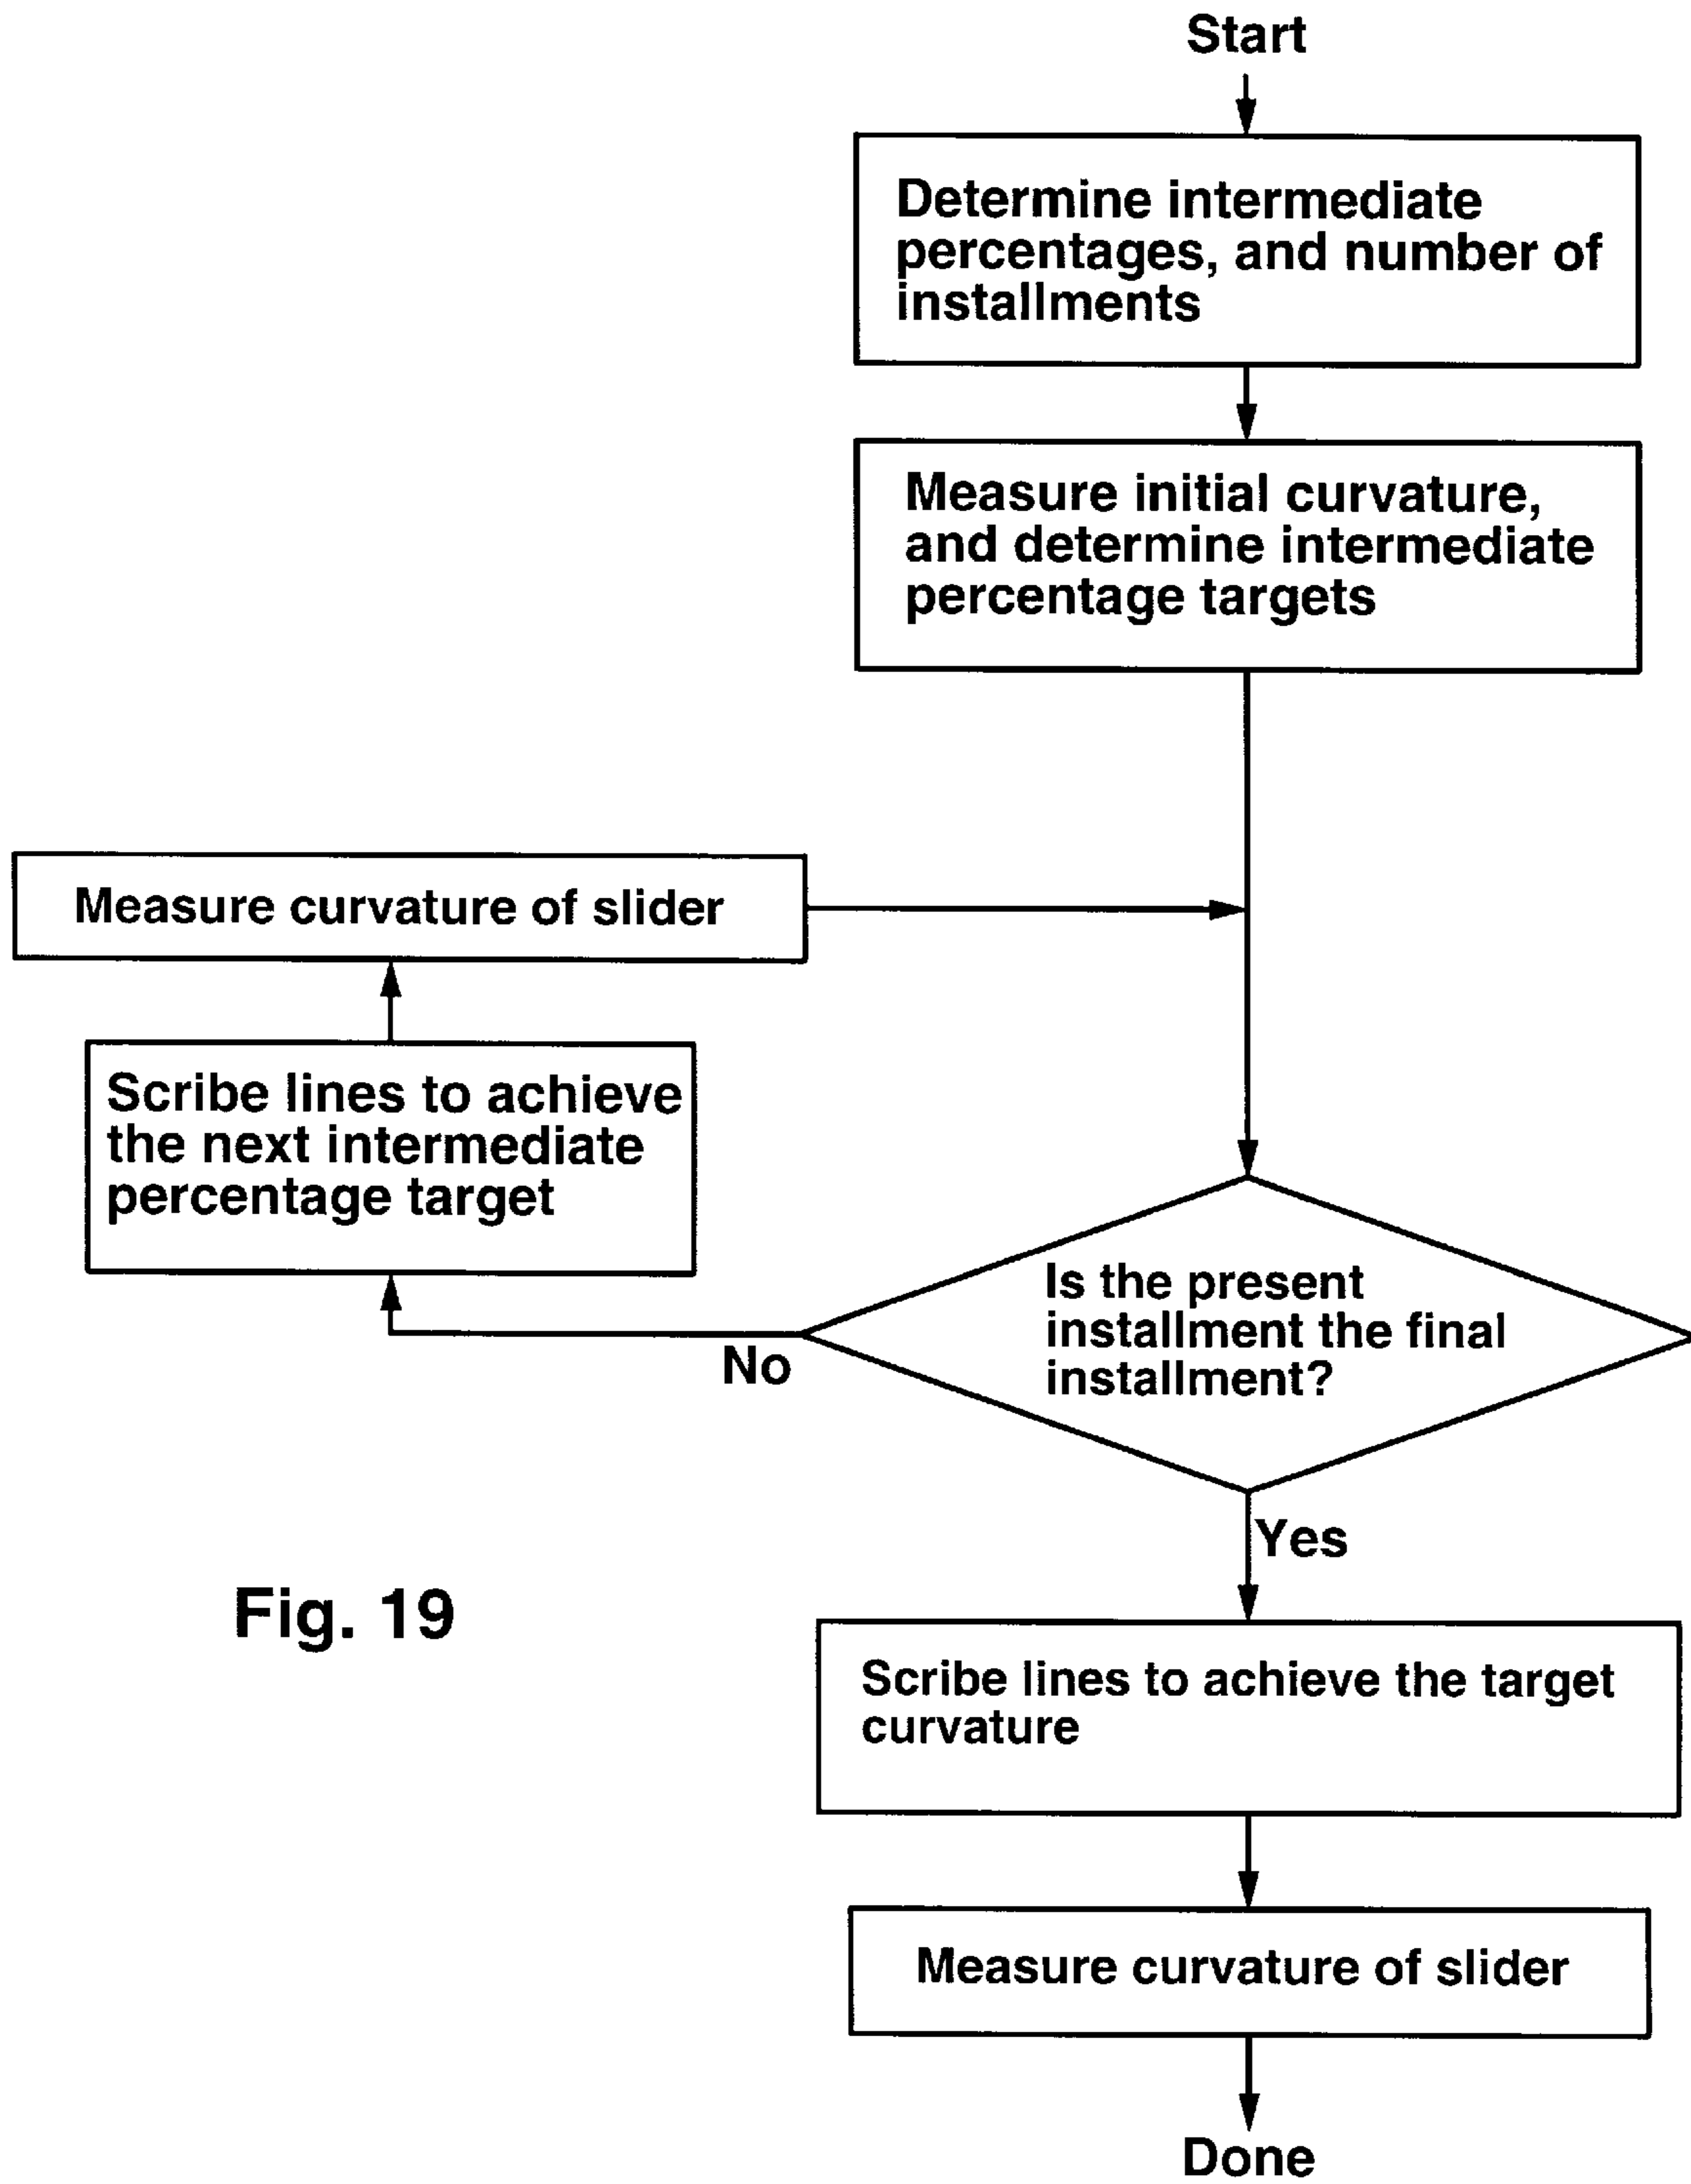 Start
Determine intermediate
percentages, and number of
installments
Measure initial curvature,
and determine intermediate
percentage targets
Measure curvature of slider
Scribe lines to achieve
the next intermediate
percentage target
Is the present
installment the final
installment?
No
Yes
Fig. 19
Scribe lines to achieve the target
curvature
Measure curvature of slider
Done